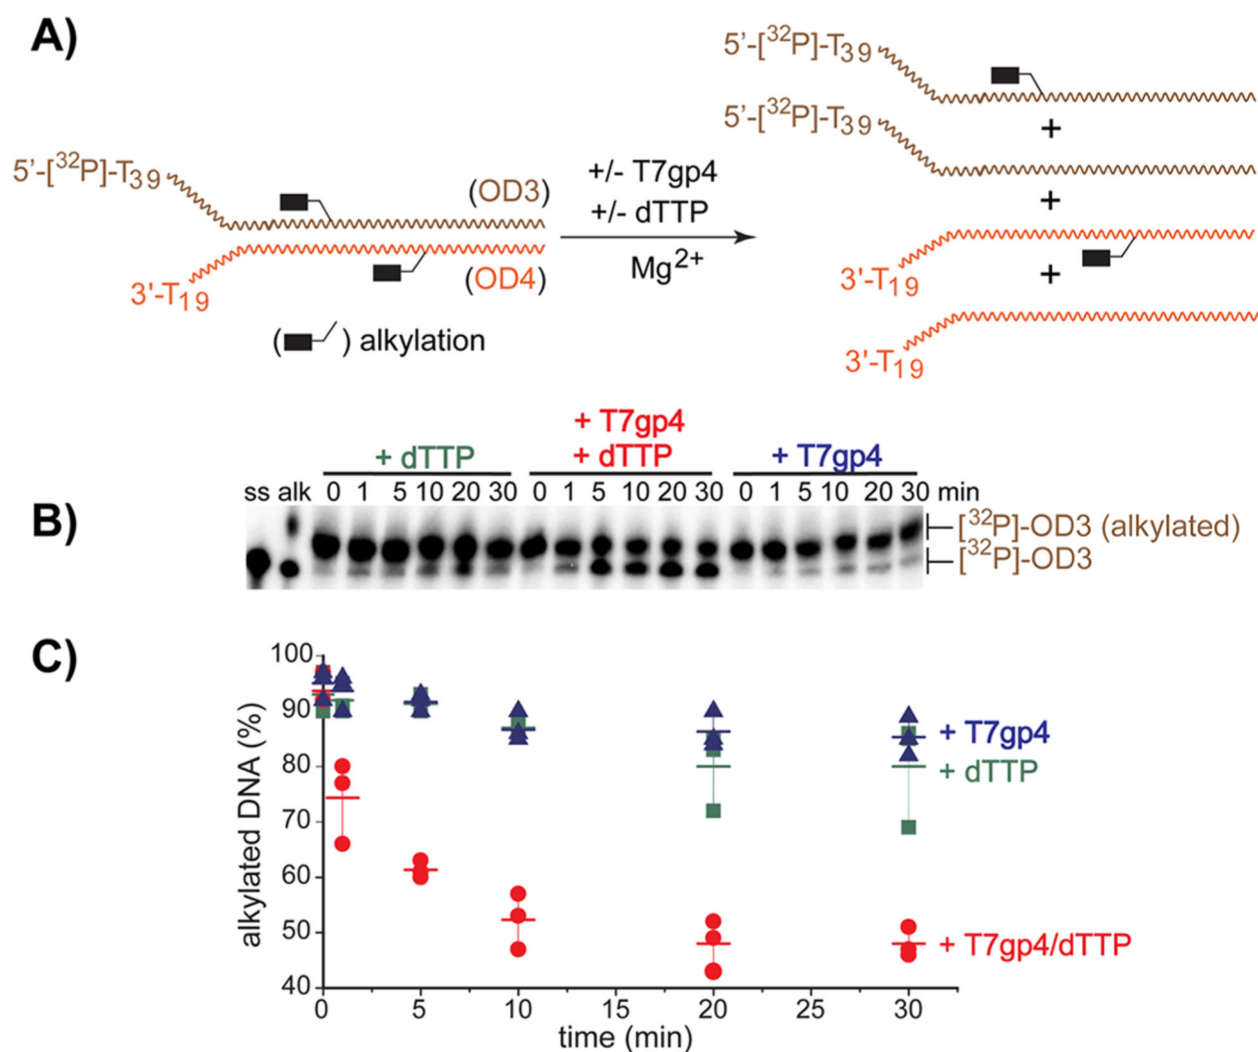 A)
5'-[32P]-T39
5'-[32P]-T39
+
5'-[32P]-T39
(OD3)
+/- T7gp4
+/- dTTP
Mg2+
+
(OD4)
3'-T19
+
3'-T19
( ) alkylation
3'-T19
+ T7gp4
+ dTTP + dTTP + T7gp4
ss alk 0 1 5 10 20 30 0 1 5 10 20 30 0 1 5 10 20 30 min
B)
[32P]-OD3 (alkylated)
[32P]-OD3
C)
100
90
80
70
60
50
40
alkylated DNA (%)
+ T7gp4
+ dTTP
+ T7gp4/dTTP
0 5 10 15 20 25 30
time (min)